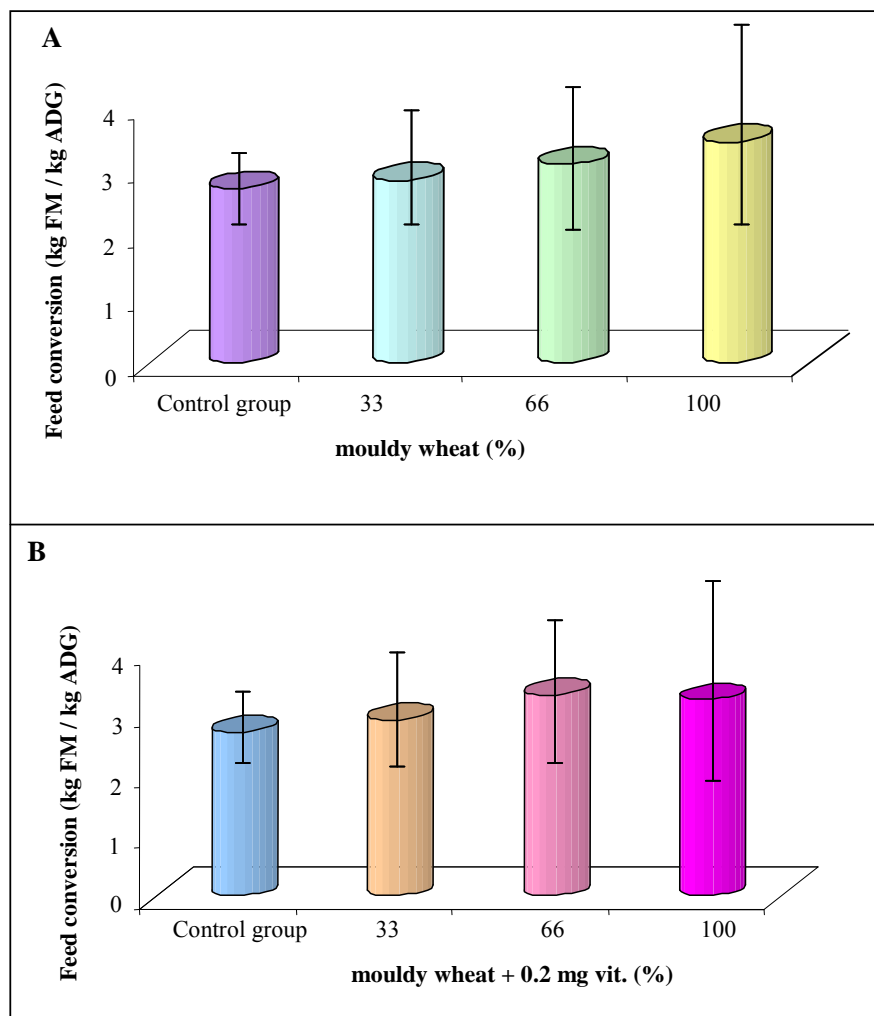 A
Feed conversion (kg FM / kg ADG)
4
3
2
1
0
Control group 33 66 100
mouldy wheat (%)
B
Feed conversion (kg FM / kg ADG)
4
3
2
1
0
Control group 33 66 100
mouldy wheat + 0.2 mg vit. (%)